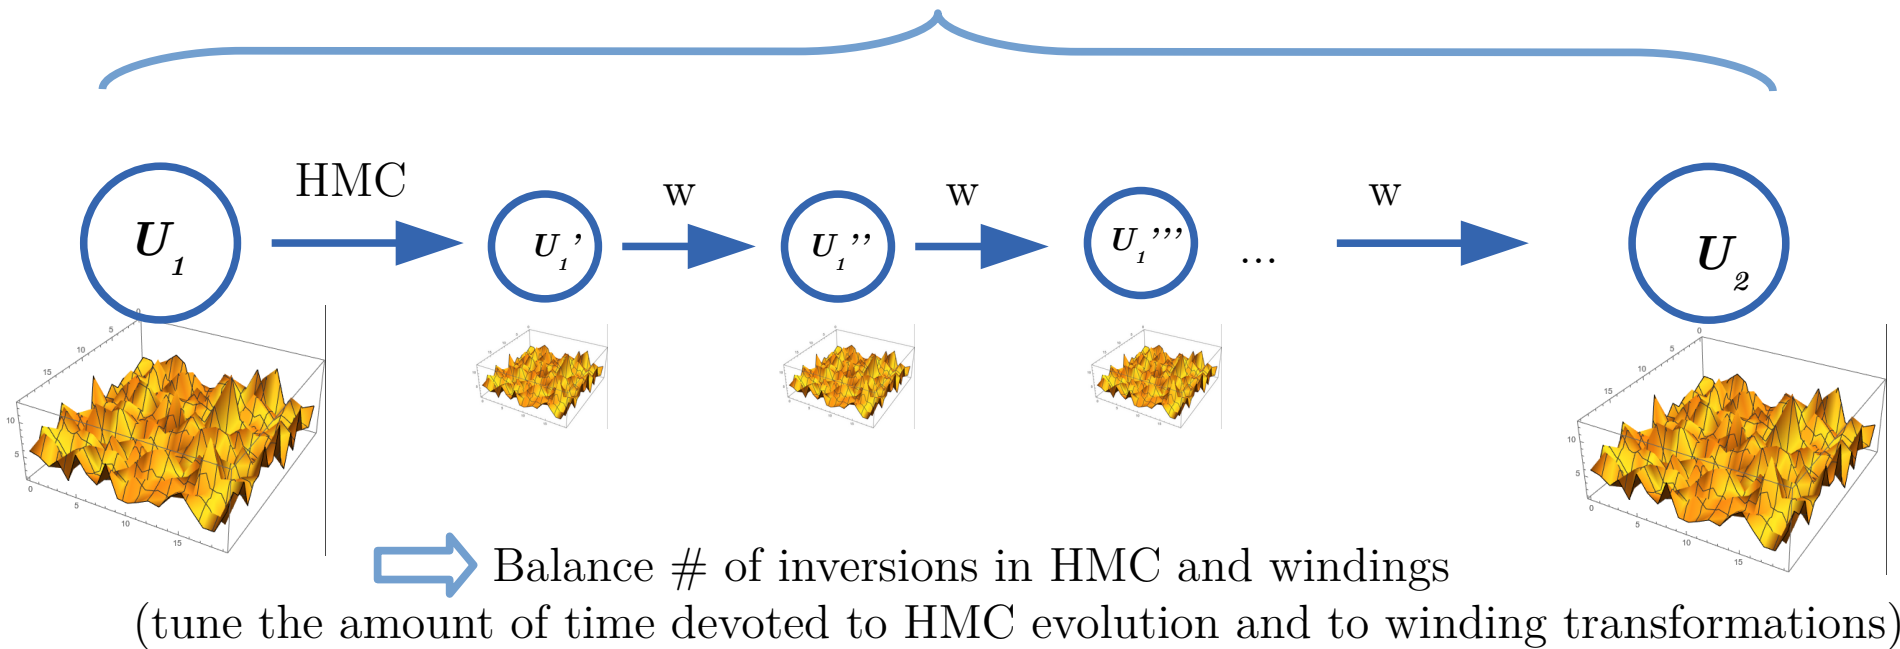 HMC w w w
U1 U1' U1'' U1''' ... U2
Balance # of inversions in HMC and windings
(tune the amount of time devoted to HMC evolution and to winding transformations)